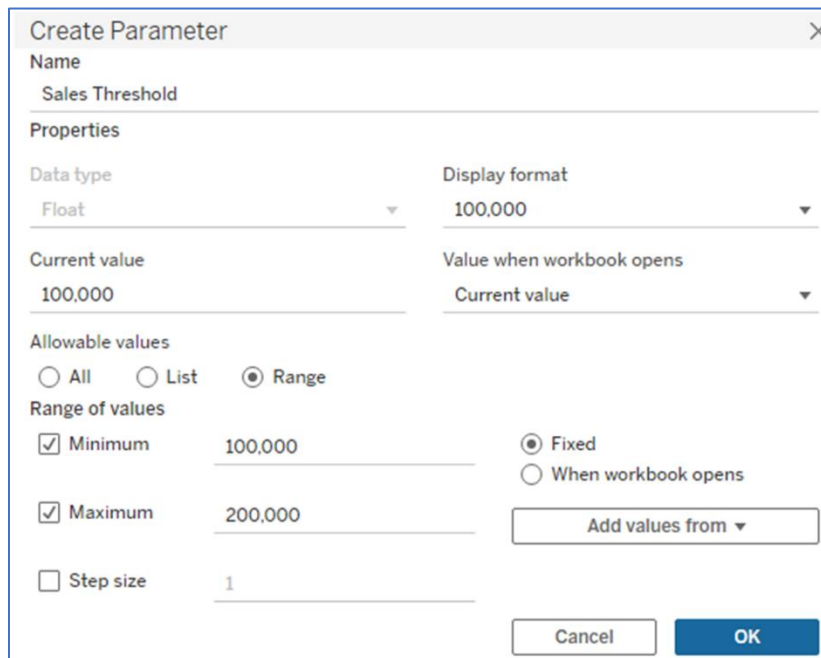 Create Parameter
Name
Sales Threshold
Properties
Data type Display format
Float 100,000
Current value Value when workbook opens
100,000 Current value
Allowable values
All List Range
Range of values
Minimum 100,000 Fixed
When workbook opens
Maximum 200,000 Add values from
Step size 1
Cancel OK